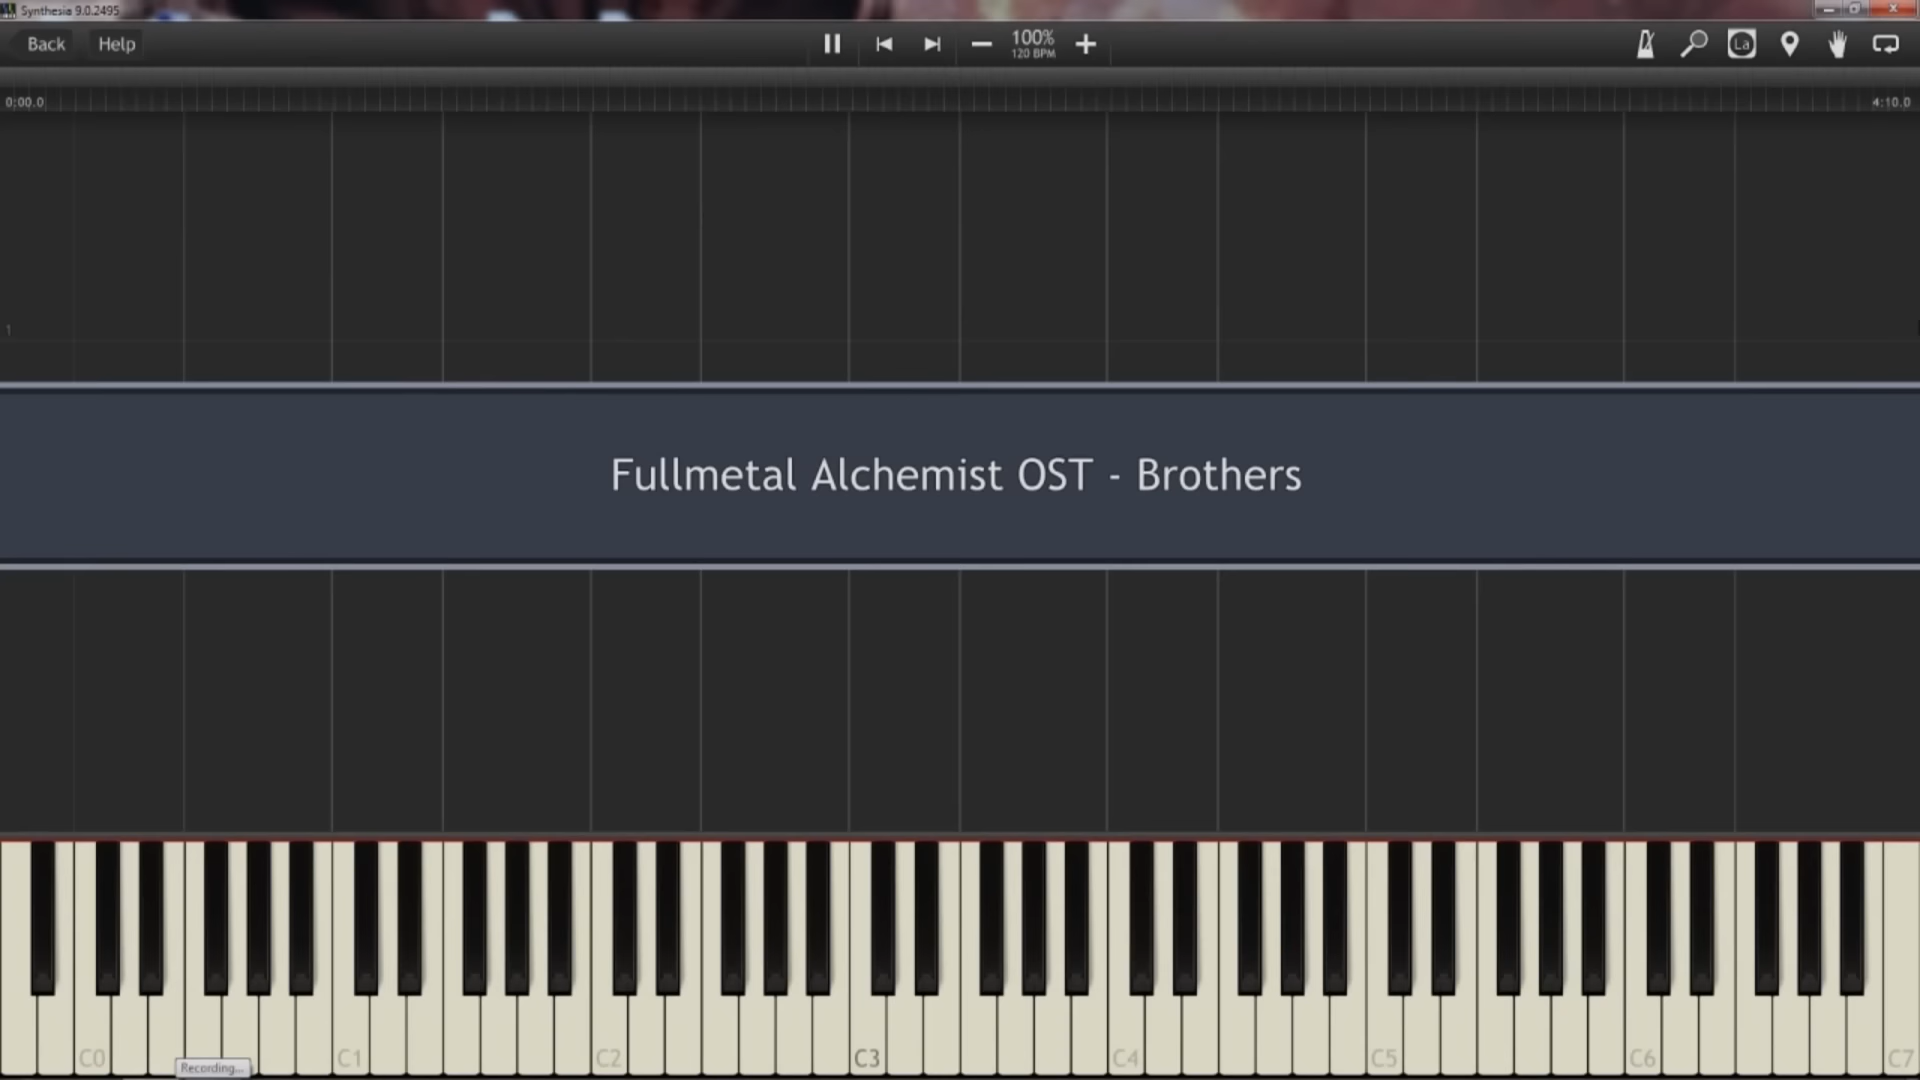 Synthesia 9.0.2495
Back Help 100%
120 BPM
La
0:00.0 4:10.0
1
Fullmetal Alchemist OST - Brothers
C0 C1 C2 C3 C4 C5 C6 C7
Recording...